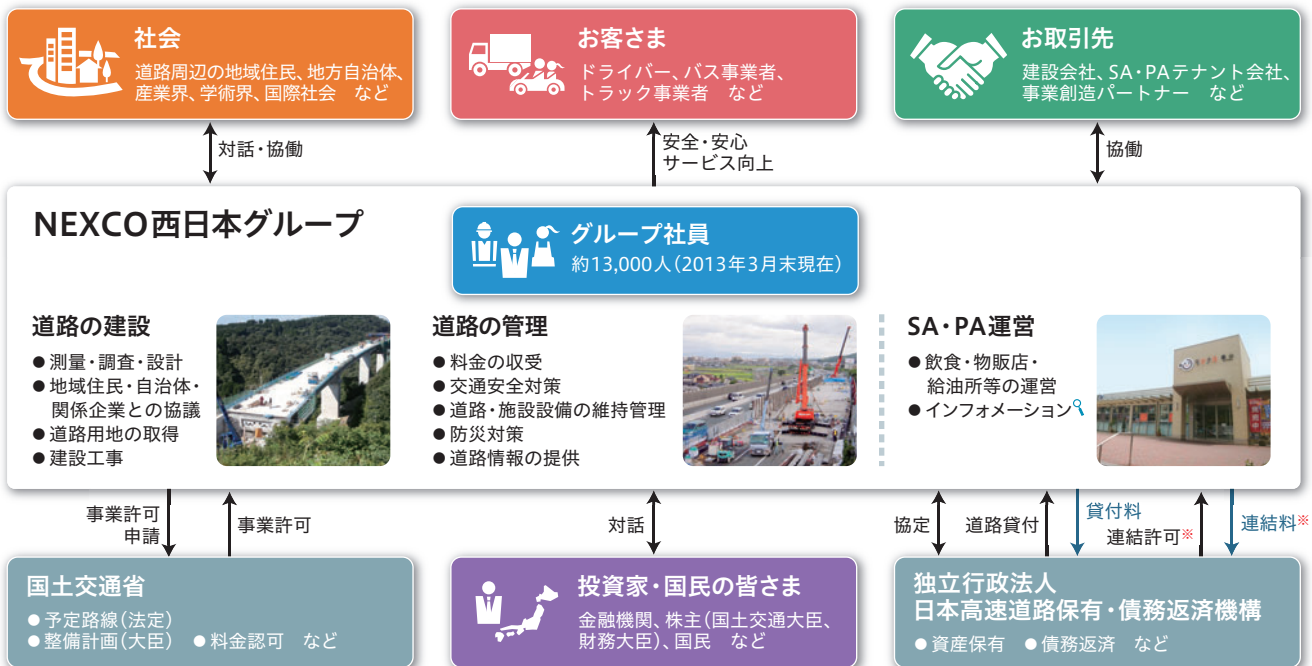 社会
道路周辺の地域住民、地方自治体、
産業界、学術界、国際社会　など
お客さま
ドライバー、バス事業者、
トラック事業者　など
お取引先
建設会社、SA・PAテナント会社、
事業創造パートナー　など
対話・協働
安全・安心
サービス向上
協働
NEXCO西日本グループ
グループ社員
約13,000人（2013年3月末現在）
道路の建設
●測量・調査・設計
●地域住民・自治体・
関係企業との協議
●道路用地の取得
●建設工事
道路の管理
●料金の収受
●交通安全対策
●道路・施設設備の維持管理
●防災対策
●道路情報の提供
SA・PA運営
●飲食・物販店・
給油所等の運営
●インフォメーション
事業許可
申請
事業許可
対話
協定
道路貸付
貸付料
連結許可※
連結料※
国土交通省
●予定路線（法定）
●整備計画（大臣）　●料金認可　など
投資家・国民の皆さま
金融機関、株主（国土交通大臣、
財務大臣）、国民　など
独立行政法人
日本高速道路保有・債務返済機構
●資産保有　●債務返済　など